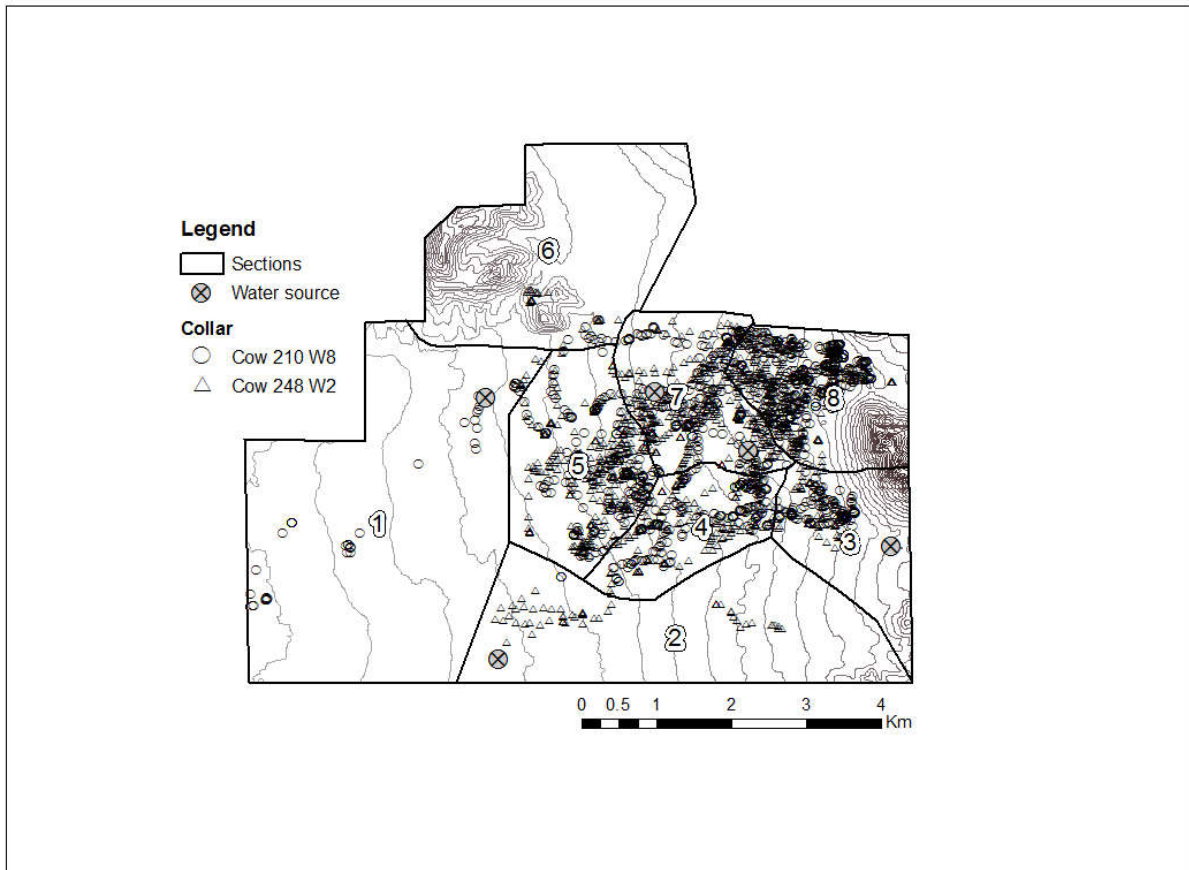 6
Legend
Sections
Water source
Collar
Cow 210 W8
Cow 248 W2
7
8
5
1
4
3
2
0 0.5 1 2 3 4
Km